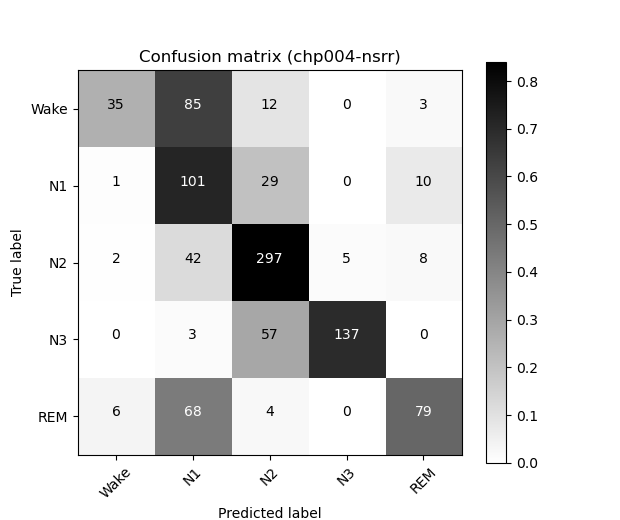 Confusion matrix (chp004-nsrr)
Wake 35 85 12 0 3
N1 1 101 29 0 10
N2 2 42 297 5 8
N3 0 3 57 137 0
REM 6 68 4 0 79
Wake N1 N2 N3 REM
True label
Predicted label
0.8
0.7
0.6
0.5
0.4
0.3
0.2
0.1
0.0